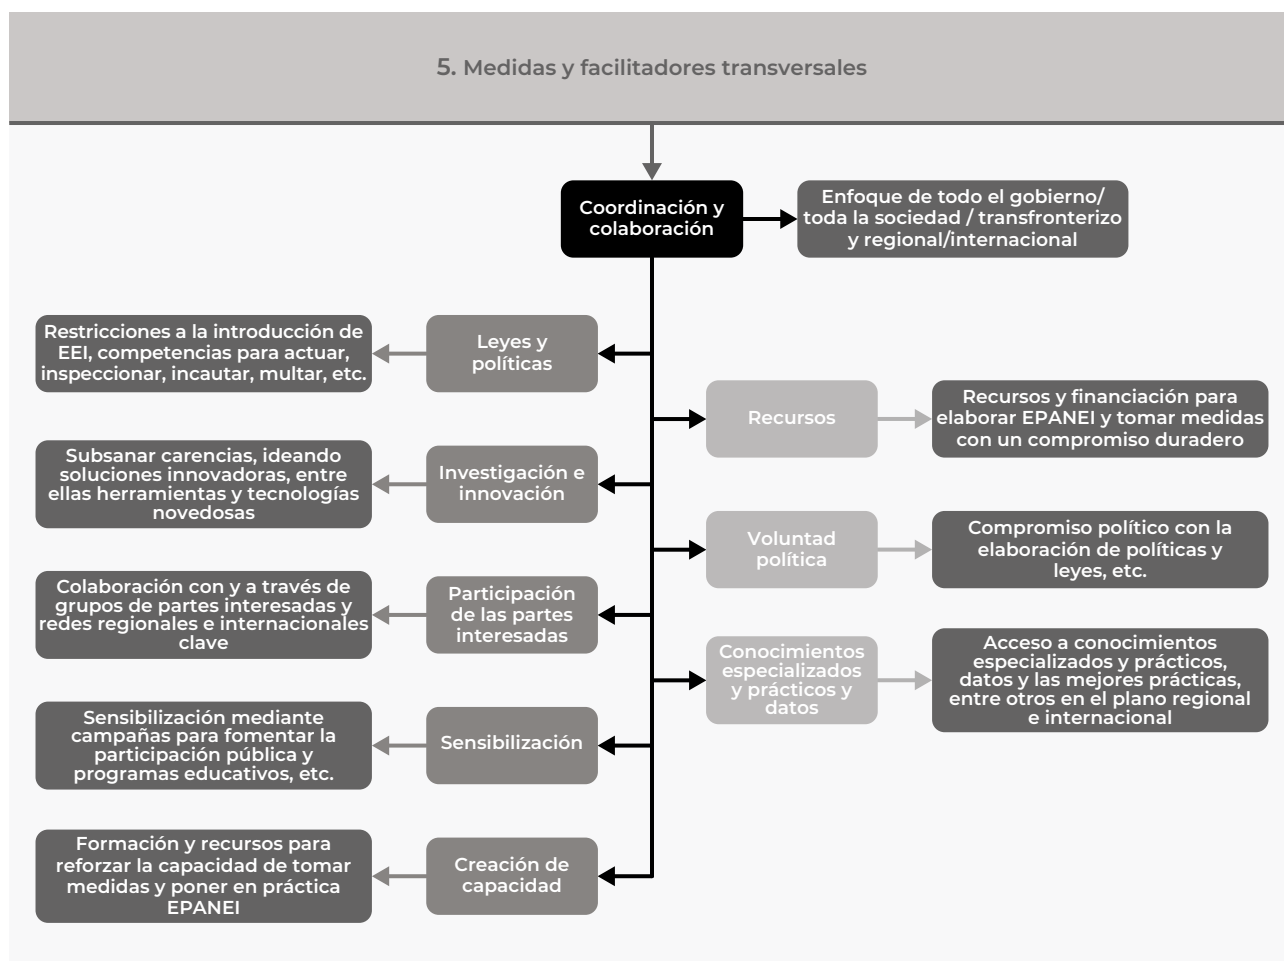 5. Medidas y facilitadores transversales
Coordinación y
colaboración
Enfoque de todo el gobierno/
toda la sociedad / transfronterizo
y regional/internacional
Leyes y
políticas
Restricciones a la introducción de
EEI, competencias para actuar,
inspeccionar, incautar, multar, etc.
Recursos
Recursos y financiación para
elaborar EPANEI y tomar medidas
con un compromiso duradero
Investigación e
innovación
Subsanar carencias, ideando
soluciones innovadoras, entre
ellas herramientas y tecnologías
novedosas
Voluntad
política
Compromiso político con la
elaboración de políticas y
leyes, etc.
Participación
de las partes
interesadas
Colaboración con y a través de
grupos de partes interesadas y
redes regionales e internacionales
clave
Conocimientos
especializados
y prácticos y
datos
Acceso a conocimientos
especializados y prácticos,
datos y las mejores prácticas,
entre otros en el plano regional
e internacional
Sensibilización
Sensibilización mediante
campañas para fomentar la
participación pública y
programas educativos, etc.
Creación de
capacidad
Formación y recursos para
reforzar la capacidad de tomar
medidas y poner en práctica
EPANEI